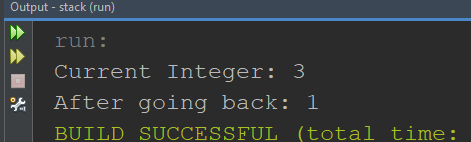 Output - stack (run)
run:
Current Integer: 3
After going back: 1
BUILD SUCCESSFUL (total time: